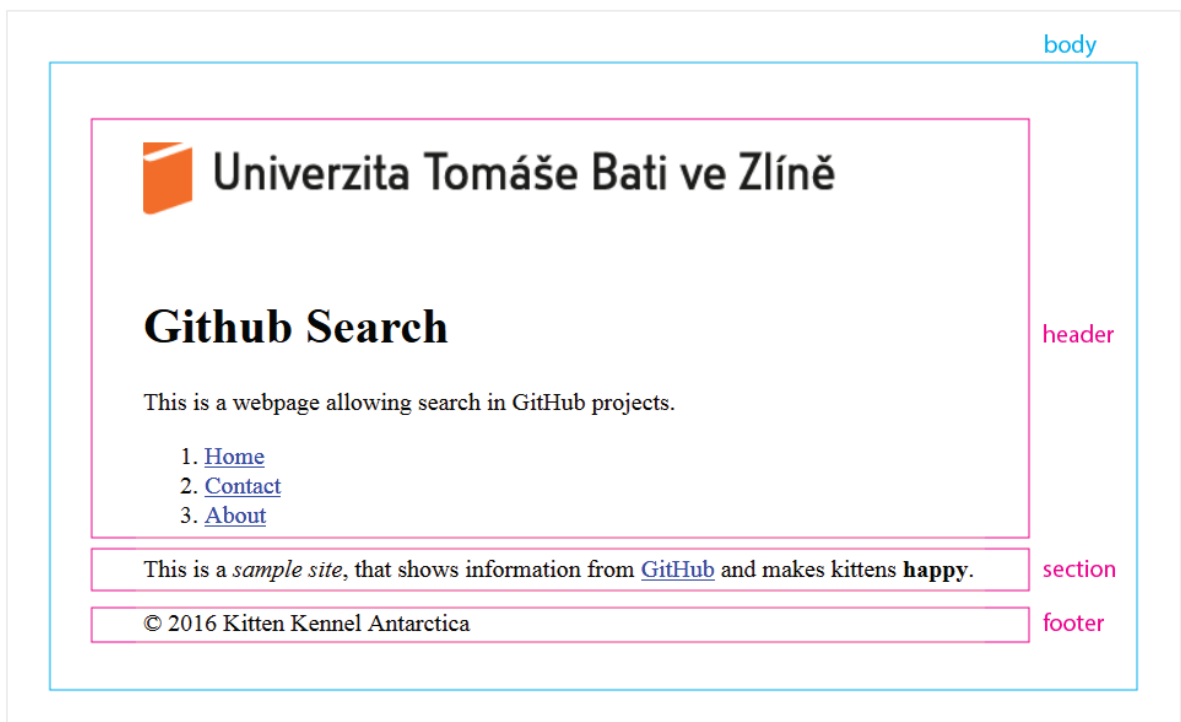 body
Univerzita Tomáše Bati ve Zlíně
Github Search
header
This is a webpage allowing search in GitHub projects.
1. Home
2. Contact
3. About
This is a sample site, that shows information from GitHub and makes kittens happy.
section
© 2016 Kitten Kennel Antarctica
footer